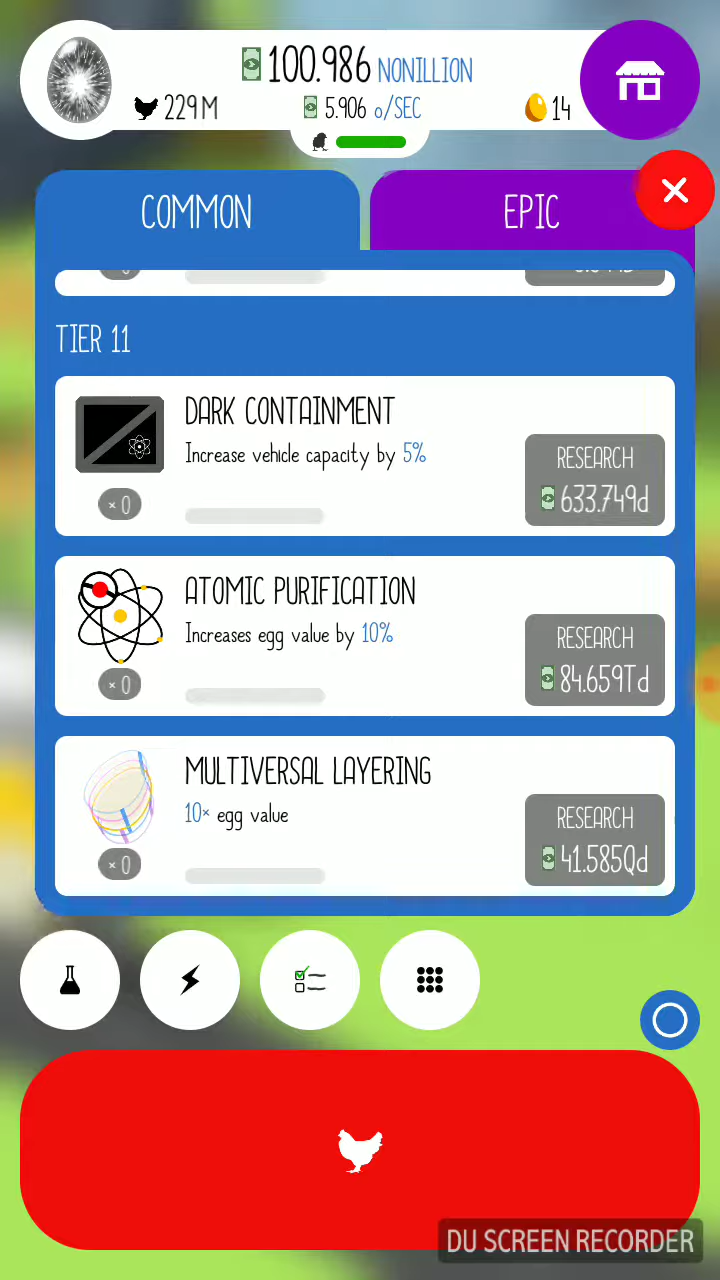 100.986 NONILLION
229M
5.906 o/SEC
14
COMMON
EPIC
TIER 11
DARK CONTAINMENT
Increase vehicle capacity by 5%
RESEARCH
× 0
633.749d
ATOMIC PURIFICATION
Increases egg value by 10%
RESEARCH
× 0
84.659Td
MULTIVERSAL LAYERING
10× egg value
RESEARCH
× 0
41.585Qd
DU SCREEN RECORDER